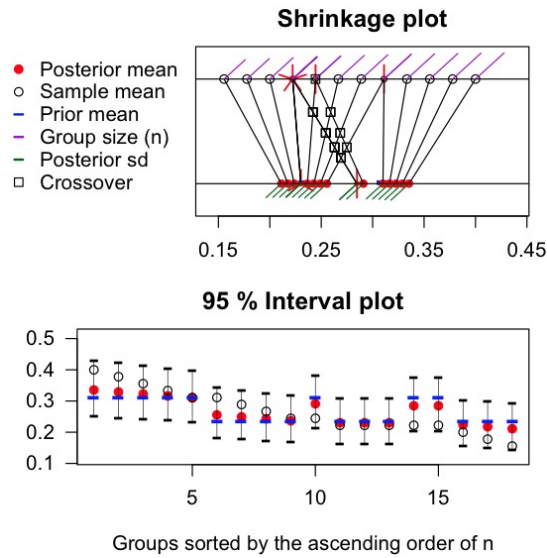 Shrinkage plot
Posterior mean
Sample mean
Prior mean
Group size (n)
Posterior sd
Crossover
0.15 0.25 0.35 0.45
95 % Interval plot
0.5
0.4
0.3
0.2
0.1
5 10 15
Groups sorted by the ascending order of n